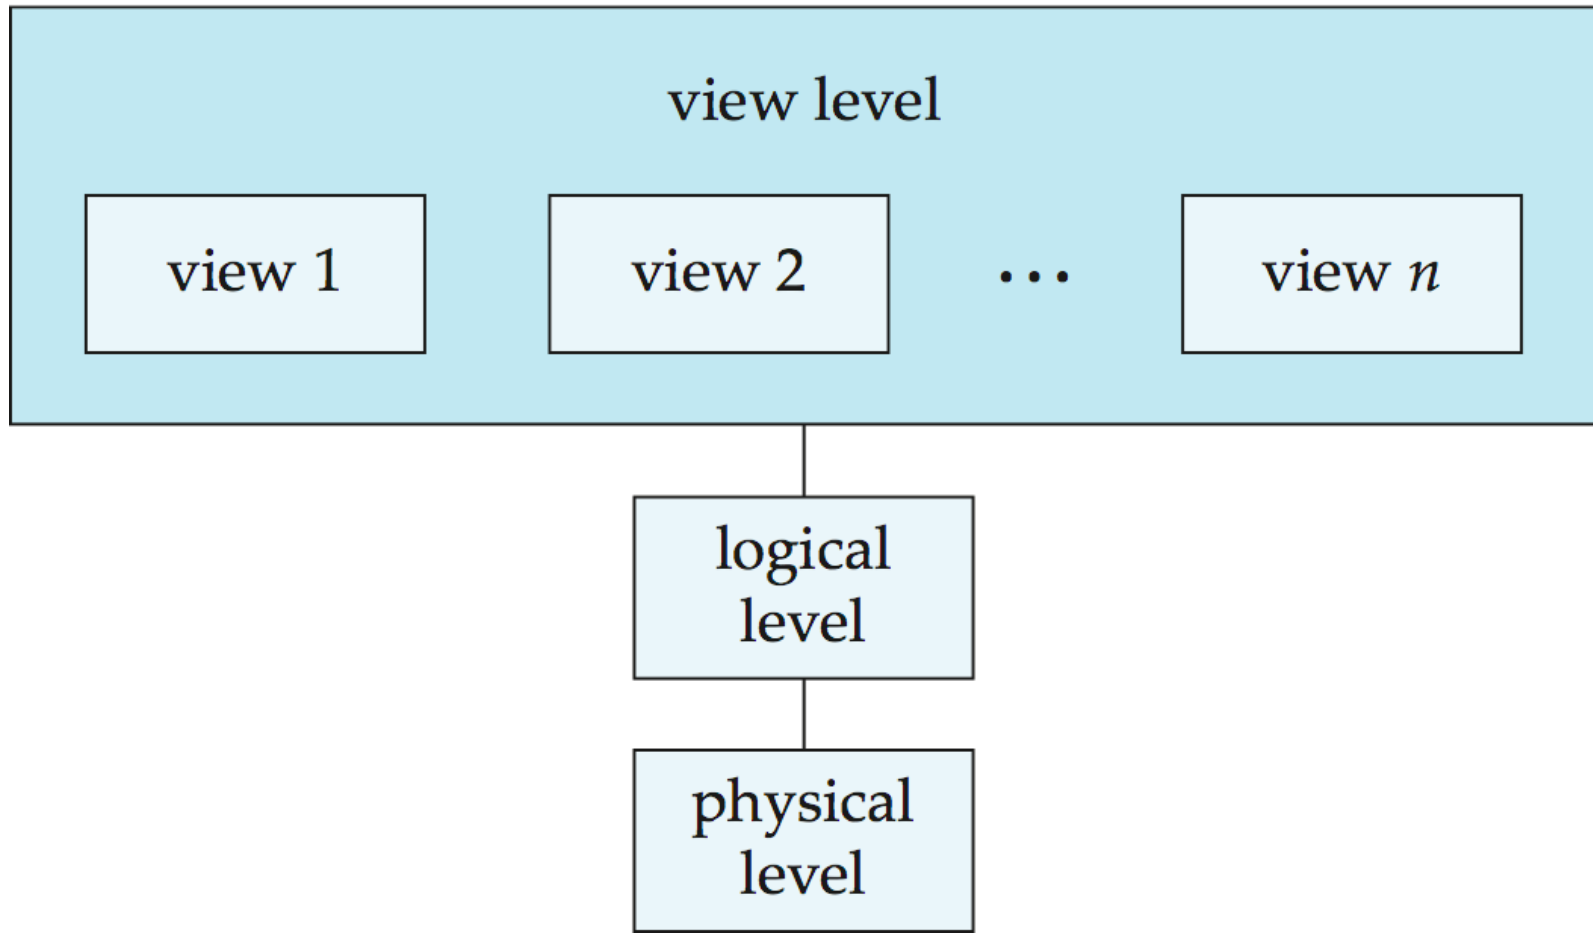 view level
view 1
view 2
...
view n
logical
level
physical
level